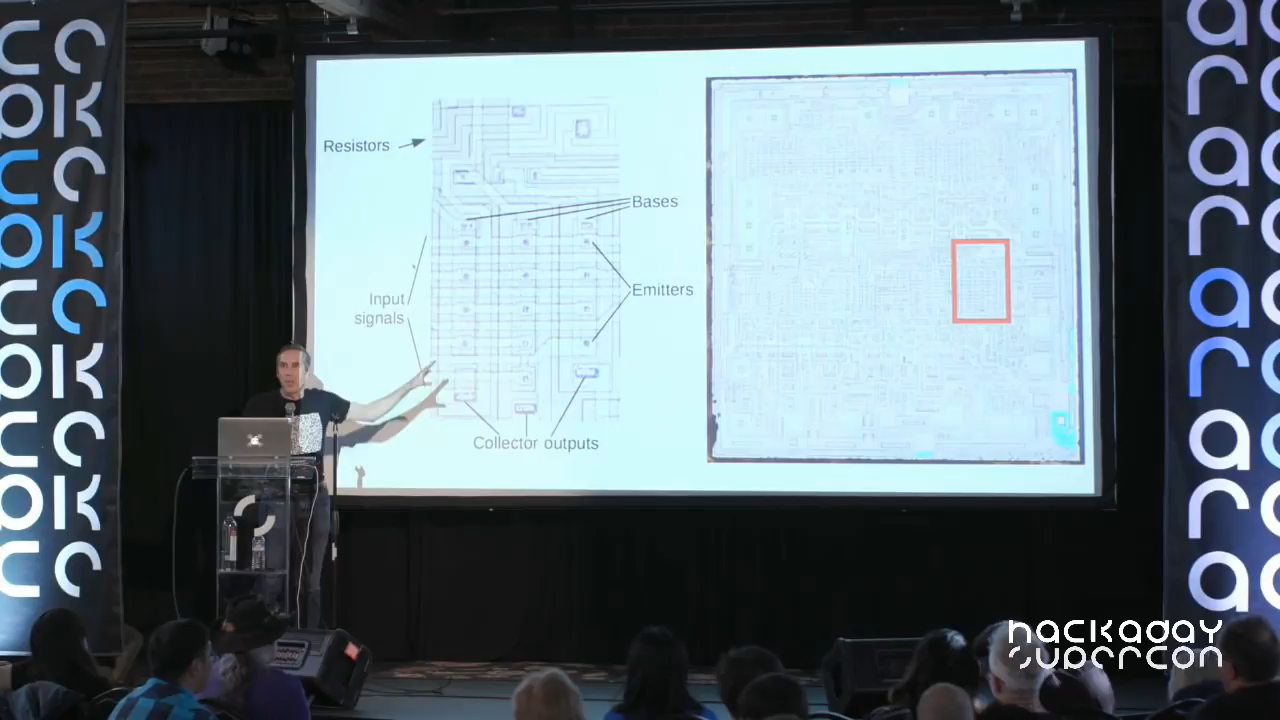 Resistors
Bases
Emitters
Input
signals
Collector outputs
hackaday
supercon